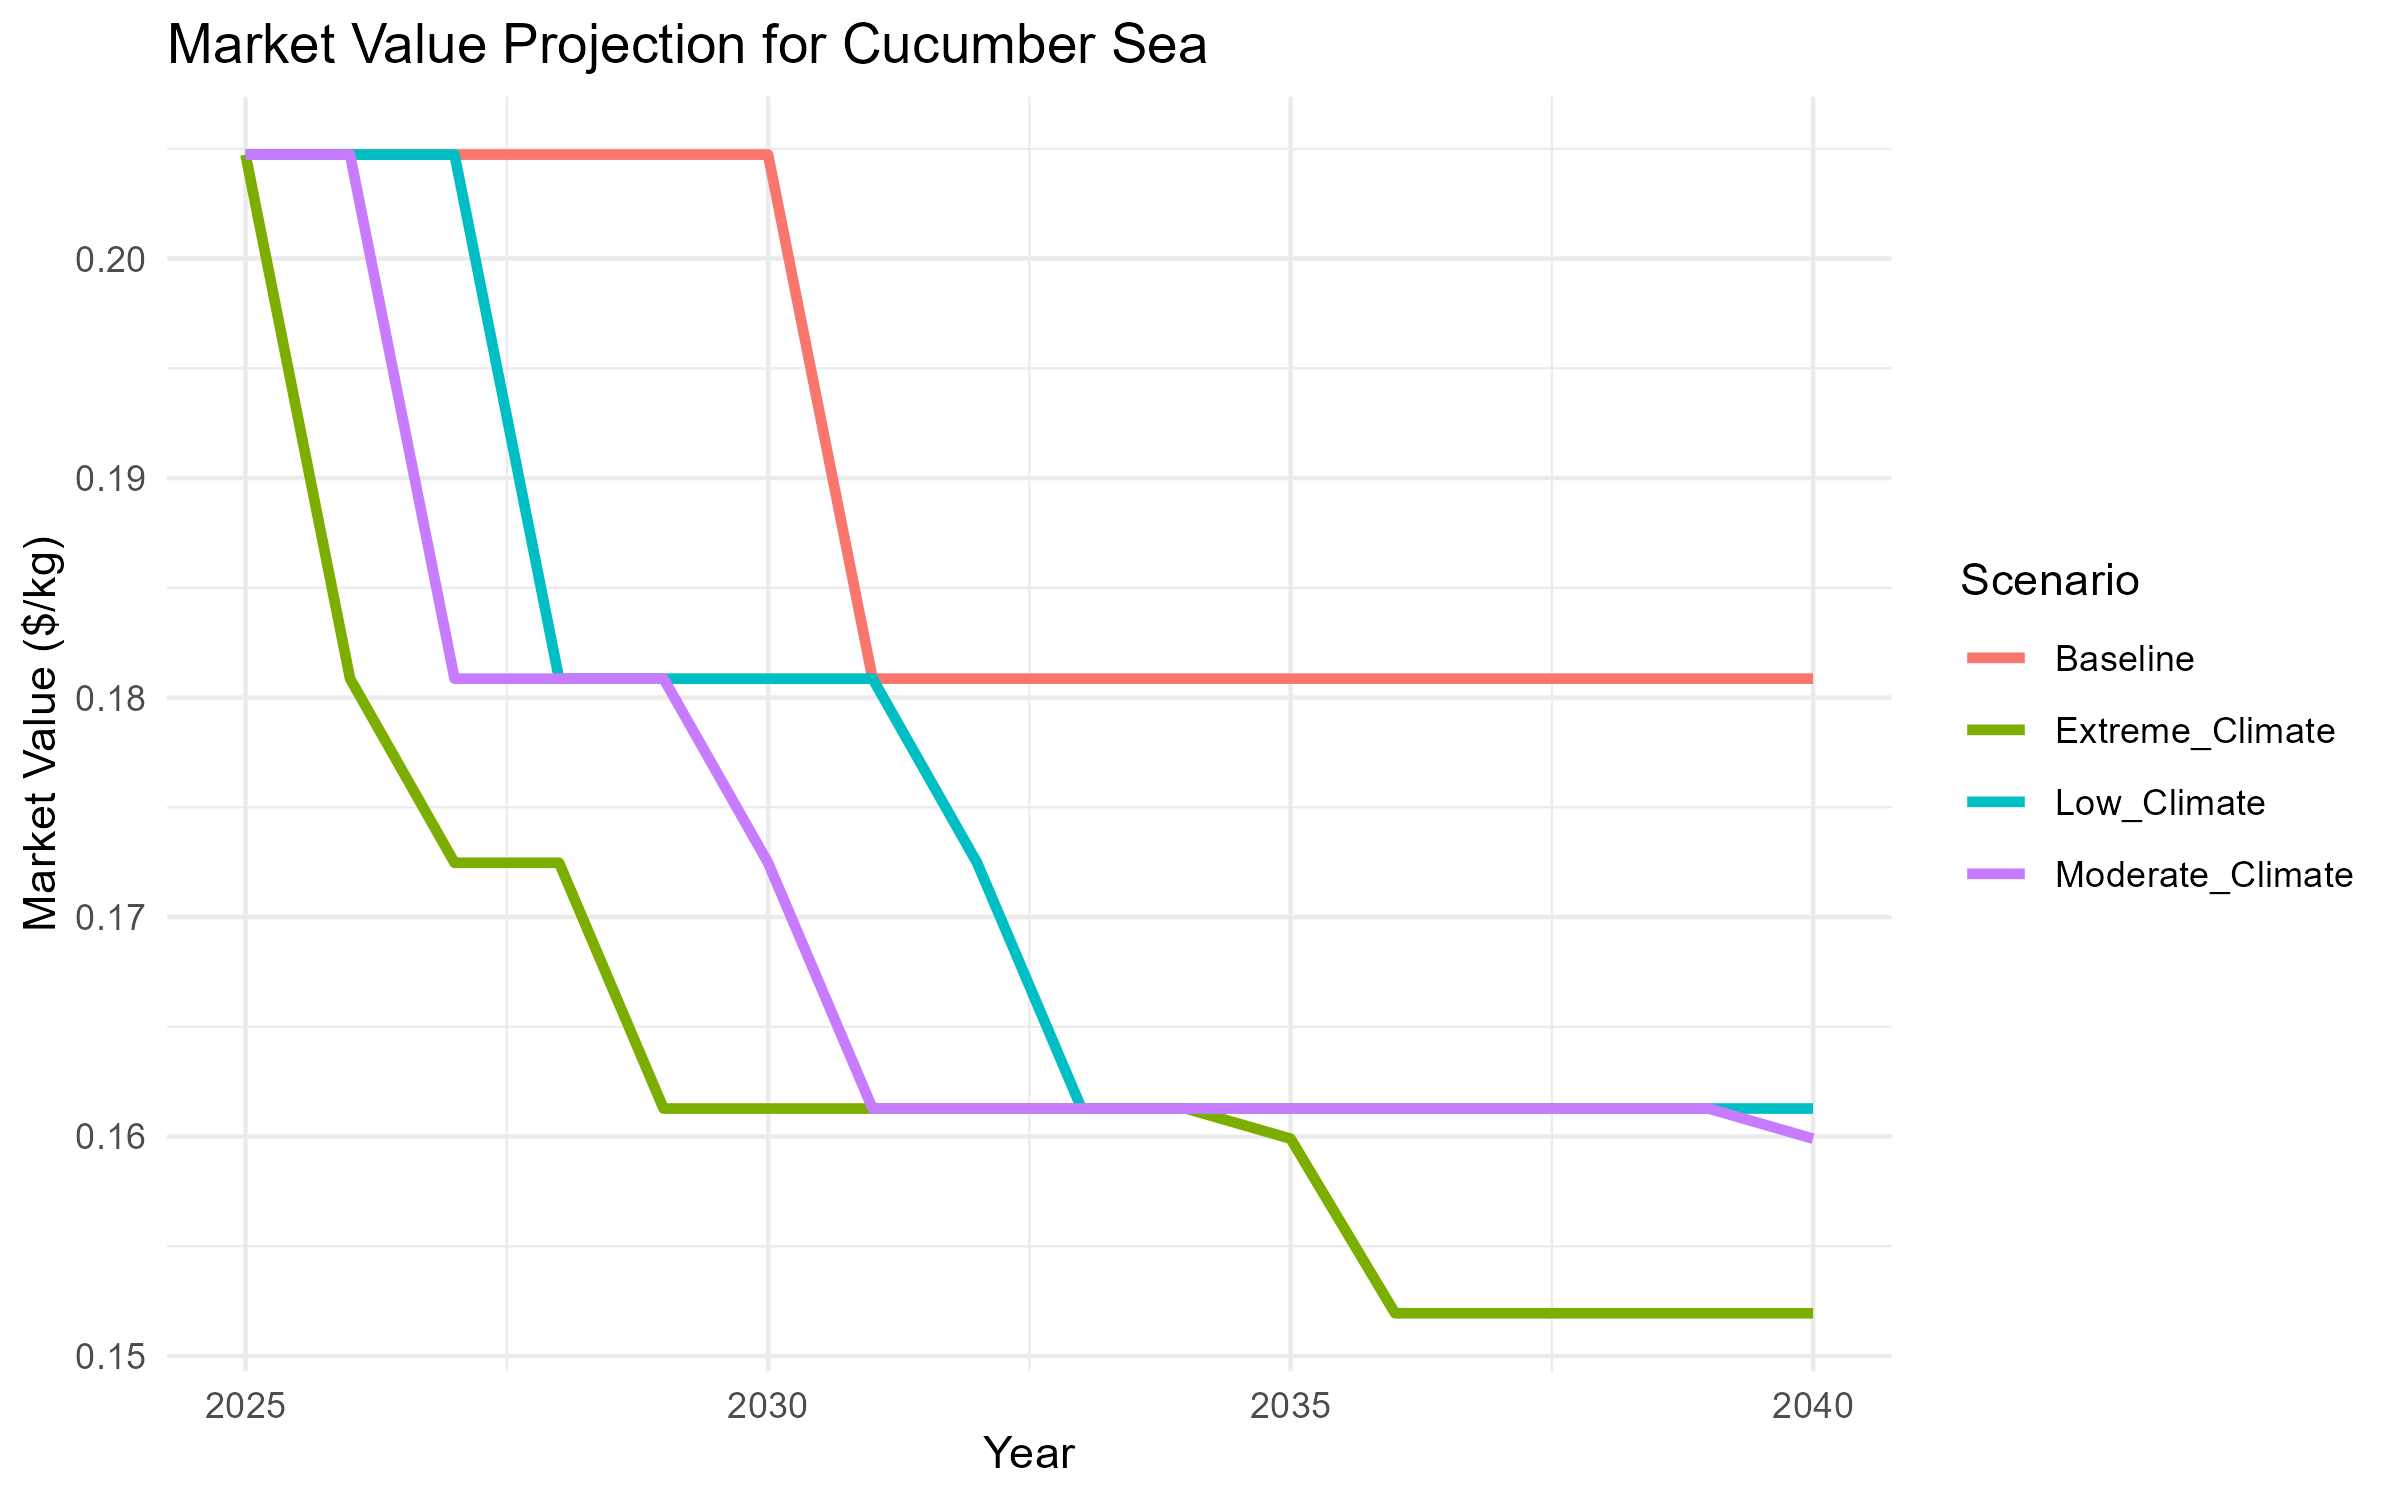 Market Value Projection for Cucumber Sea
Market Value ($/kg)
0.20
0.19
0.18
0.17
0.16
0.15
2025
2030
2035
2040
Year
Scenario
Baseline
Extreme_Climate
Low_Climate
Moderate_Climate